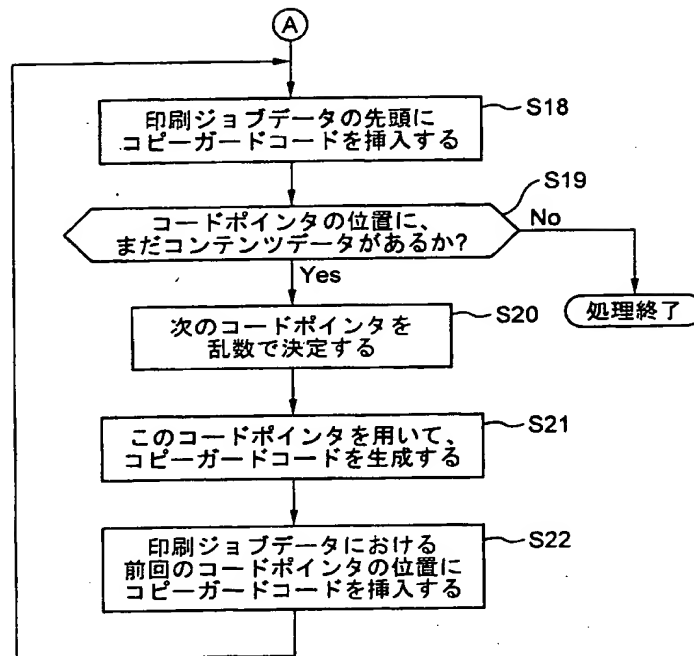 A
印刷ジョブデータの先頭に
コピーガードコードを挿入する
S18
コードポインタの位置に、
まだコンテンツデータがあるか?
S19
No
Yes
処理終了
次のコードポインタを
乱数で決定する
S20
このコードポインタを用いて、
コピーガードコードを生成する
S21
印刷ジョブデータにおける
前回のコードポインタの位置に
コピーガードコードを挿入する
S22